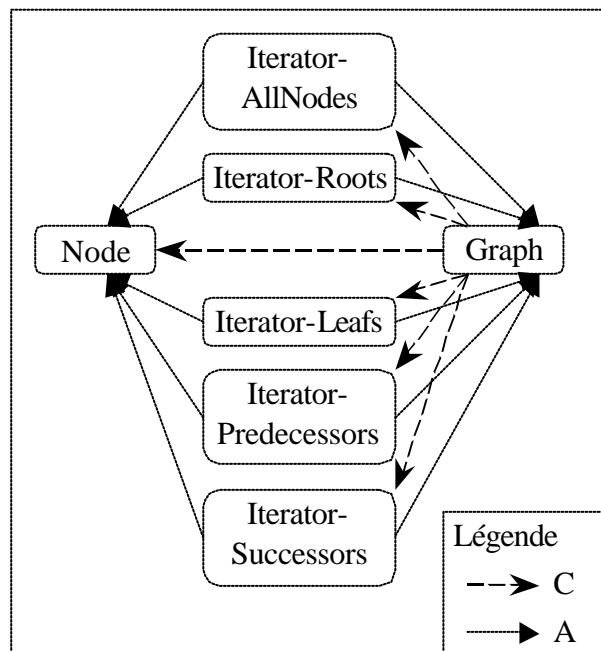 Iterator-
AllNodes
Iterator-Roots
Node
Graph
Iterator-Leafs
Iterator-
Predecessors
Iterator-
Successors
Légende
C
A